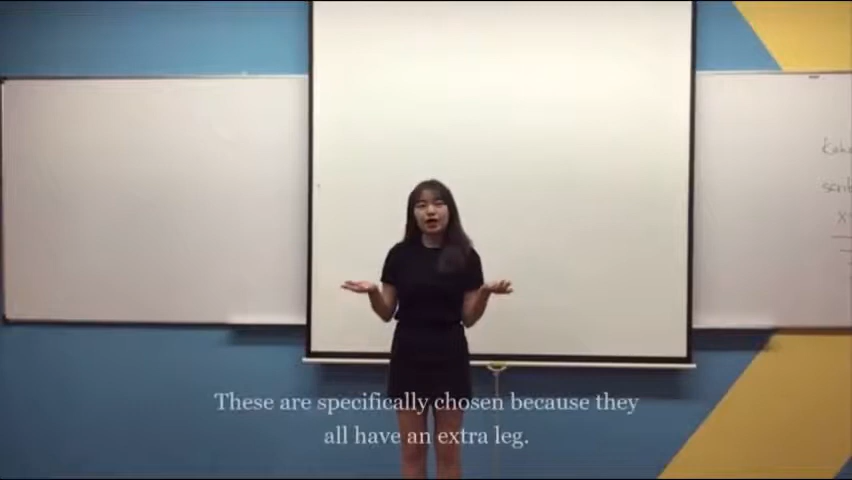 These are specifically chosen because they
all have an extra leg.